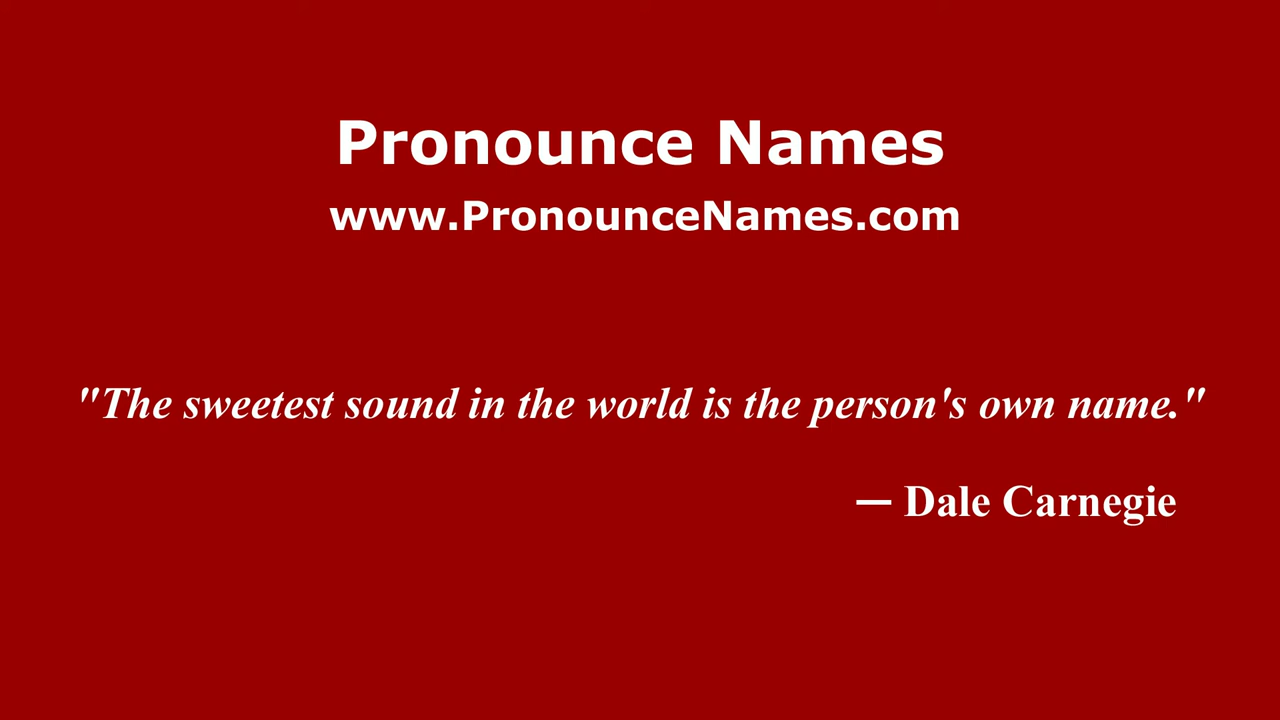 Pronounce Names
www.PronounceNames.com
"The sweetest sound in the world is the person's own name."
— Dale Carnegie